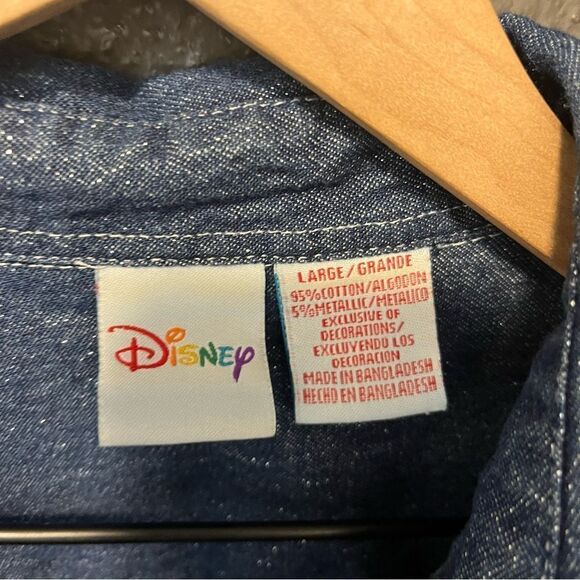 Disney
LARGE/GRANDE
95%COTTON/ALGODON
5%METALLIC/METALICO
EXCLUSIVE OF
DECORATIONS/
EXCLUYENDO LOS
DECORACION
MADE IN BANGLADESH
HECHO EN BANGLADESH